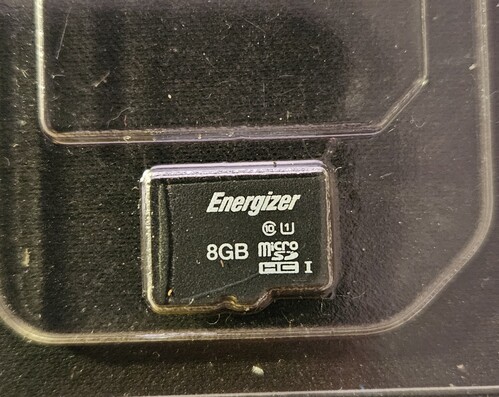 Energizer
10 1
8GB micro
SD
HC I